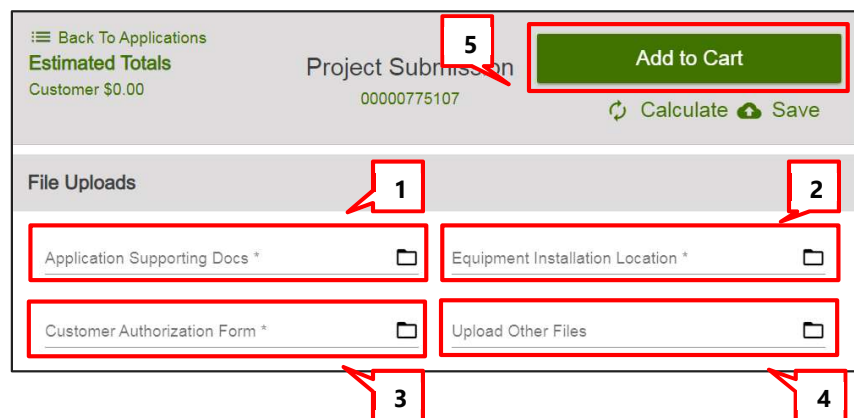 Back To Applications
Estimated Totals
Customer $0.00
Project Submission
00000775107
5
Add to Cart
Calculate Save
File Uploads
1
2
Application Supporting Docs *
Equipment Installation Location *
Customer Authorization Form *
Upload Other Files
3
4